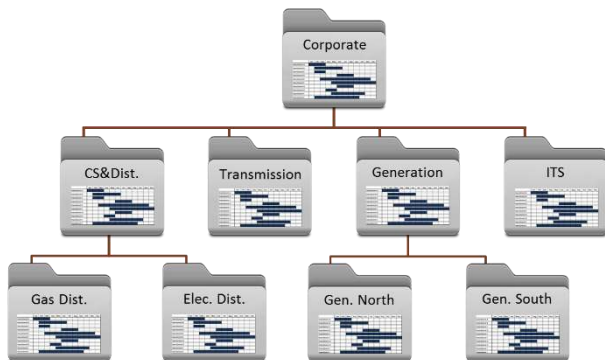 Corporate
CS&Dist.
Transmission
Generation
ITS
Gas Dist.
Elec. Dist.
Gen. North
Gen. South